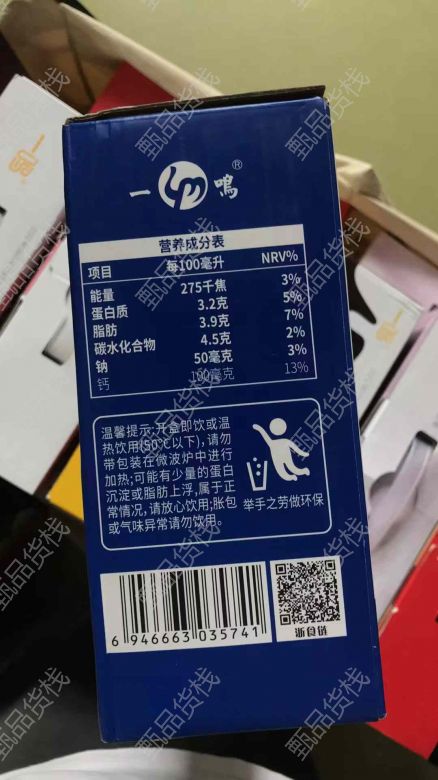 一 鳴®
营养成分表
项目 每100毫升 NRV%
能量 275千焦 3%
蛋白质 3.2克 5%
脂肪 3.9克 7%
碳水化合物 4.5克 2%
钠 50毫克 3%
钙 100毫克 13%
温馨提示:开盒即饮或温
热饮用(50℃以下),请勿
带包装在微波炉中进行
加热;可能有少量的蛋白
沉淀或脂肪上浮,属于正
常情况,请放心饮用;胀包
或气味异常请勿饮用。
举手之劳做环保
6 946663 035741
甄品货栈